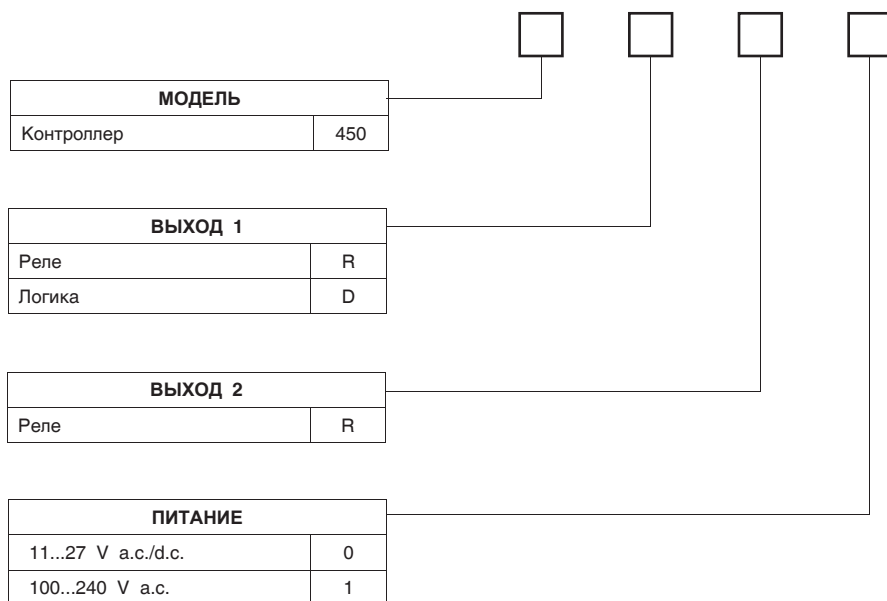 МОДЕЛЬ
Контроллер 450
ВЫХОД 1
Реле R
Логика D
ВЫХОД 2
Реле R
ПИТАНИЕ
11...27 V a.c./d.c. 0
100...240 V a.c. 1